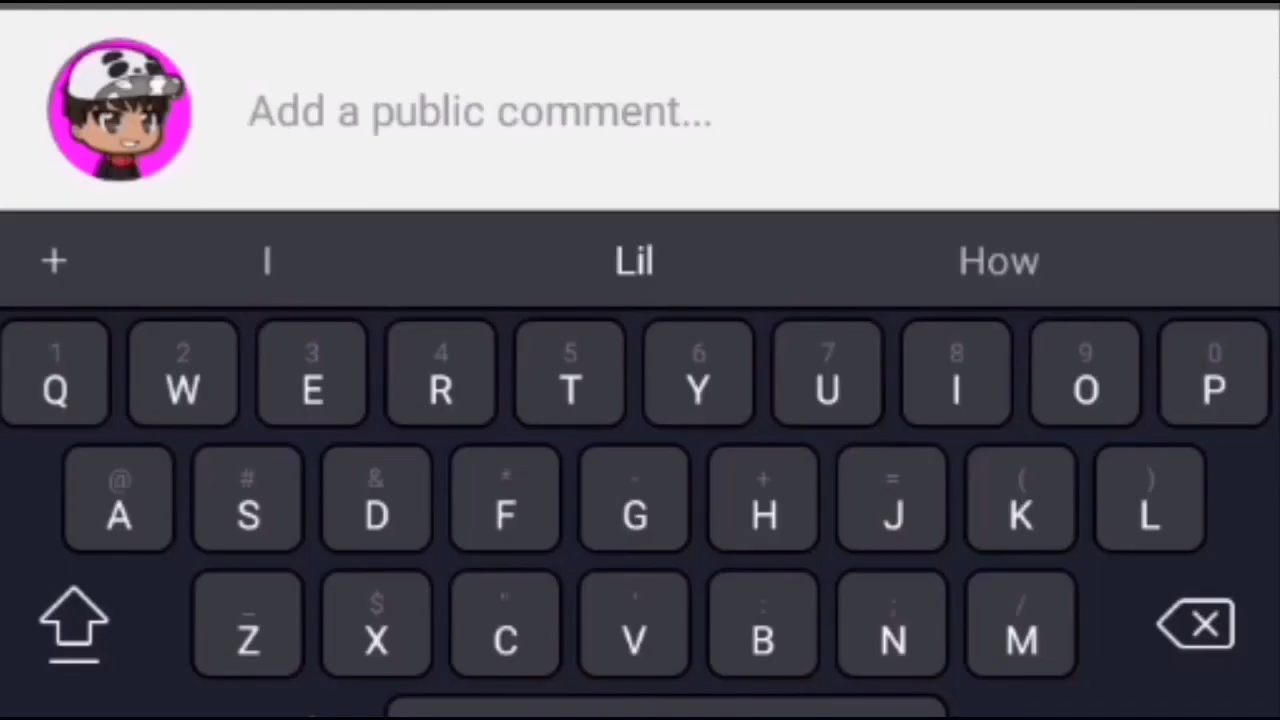 Add a public comment...
+ I Lil How
1 2 3 4 5 6 7 8 9 0
Q W E R T Y U I O P
@ # & * - + = ( )
A S D F G H J K L
_ $ " ' : ; /
Z X C V B N M